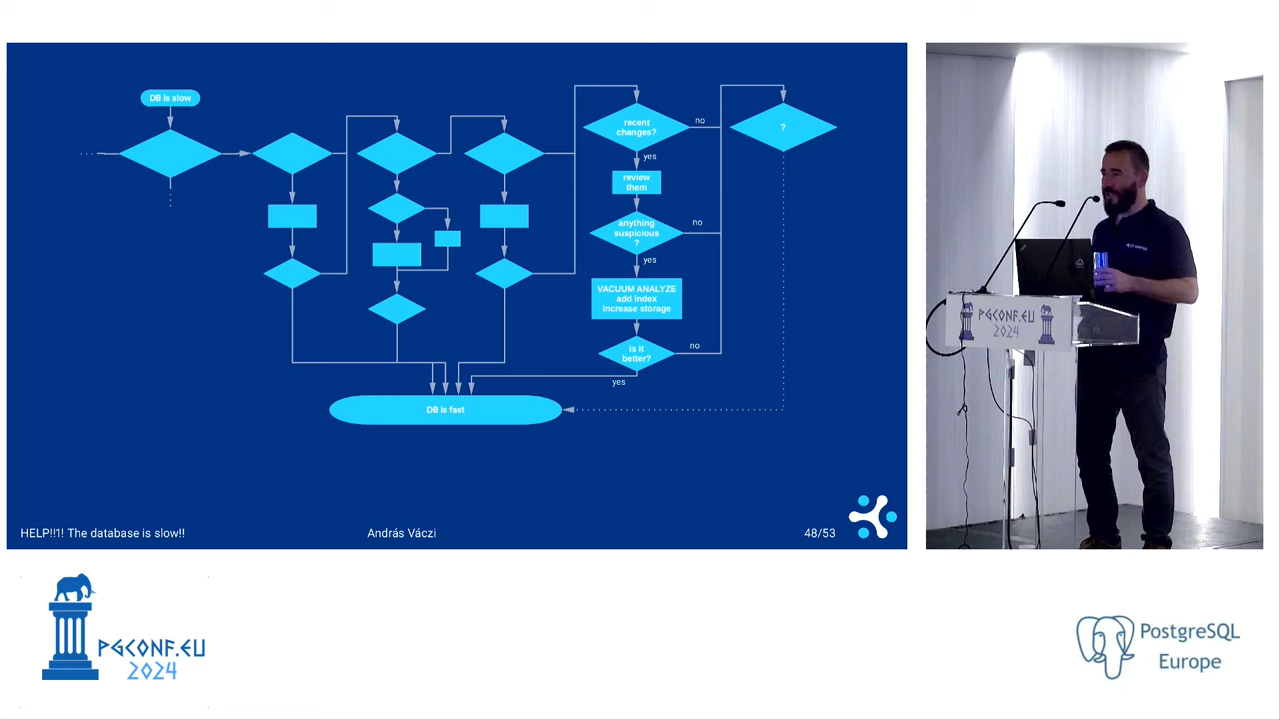 DB is slow
recent
changes?
no
yes
review
them
anything
suspicious
?
no
yes
VACUUM ANALYZE
add index
increase storage
is it
better?
no
yes
?
DB is fast
HELP!!1! The database is slow!!
András Váczi
48/53
PGCONF.EU
2024
PGCONF.EU
2024
PostgreSQL
Europe